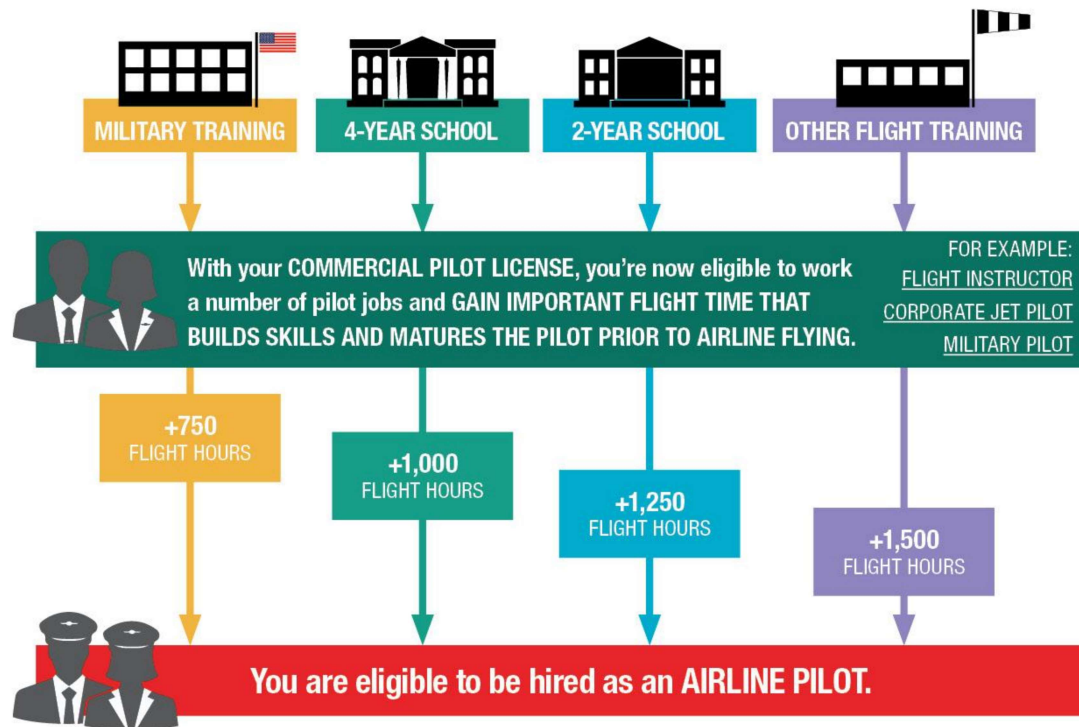 MILITARY TRAINING
4-YEAR SCHOOL
2-YEAR SCHOOL
OTHER FLIGHT TRAINING
With your COMMERCIAL PILOT LICENSE, you're now eligible to work
a number of pilot jobs and GAIN IMPORTANT FLIGHT TIME THAT
BUILDS SKILLS AND MATURES THE PILOT PRIOR TO AIRLINE FLYING.
FOR EXAMPLE:
FLIGHT INSTRUCTOR
CORPORATE JET PILOT
MILITARY PILOT
+750
FLIGHT HOURS
+1,000
FLIGHT HOURS
+1,250
FLIGHT HOURS
+1,500
FLIGHT HOURS
You are eligible to be hired as an AIRLINE PILOT.